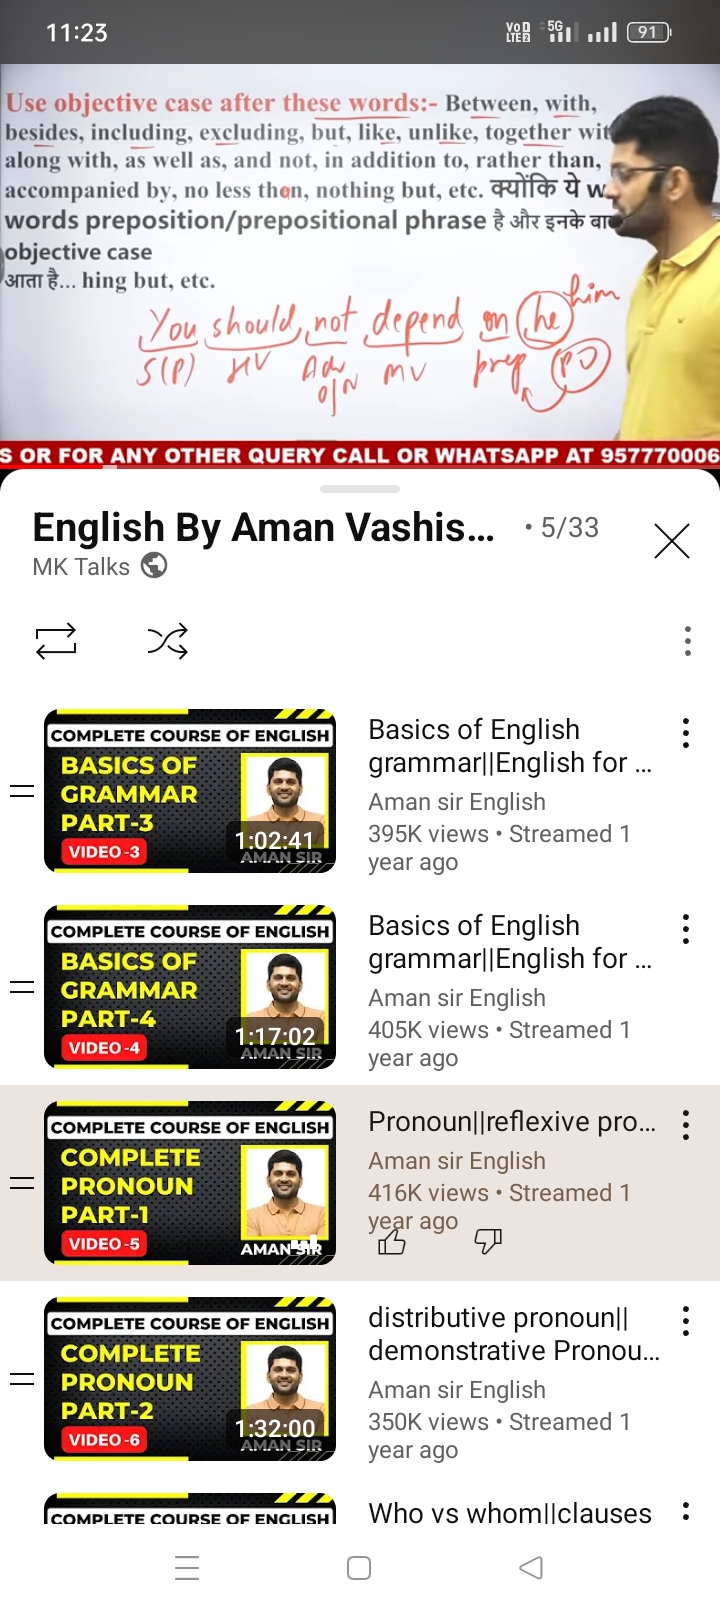 11:23
VoD LTE2 5G 91
Use objective case after these words:- Between, with,
besides, including, excluding, but, like, unlike, together wit
along with, as well as, and not, in addition to, rather than,
accompanied by, no less then, nothing but, etc. क्योंकि ये w
words preposition/prepositional phrase है और इनके बा
objective case
आता है... hing but, etc.
him
You should not depend on he
S(P) HV Adv MV prep PO
O/N
S OR FOR ANY OTHER QUERY CALL OR WHATSAPP AT 957770006
English By Aman Vashis... • 5/33
MK Talks
COMPLETE COURSE OF ENGLISH
BASICS OF
GRAMMAR
PART-3
VIDEO-3
1:02:41
AMAN SIR
Basics of English
grammar||English for ...
Aman sir English
395K views • Streamed 1
year ago
COMPLETE COURSE OF ENGLISH
BASICS OF
GRAMMAR
PART-4
VIDEO-4
1:17:02
AMAN SIR
Basics of English
grammar||English for ...
Aman sir English
405K views • Streamed 1
year ago
COMPLETE COURSE OF ENGLISH
COMPLETE
PRONOUN
PART-1
VIDEO-5
AMAN SIR
Pronoun||reflexive pro...
Aman sir English
416K views • Streamed 1
year ago
COMPLETE COURSE OF ENGLISH
COMPLETE
PRONOUN
PART-2
VIDEO-6
1:32:00
AMAN SIR
distributive pronoun||
demonstrative Pronou...
Aman sir English
350K views • Streamed 1
year ago
COMPLETE COURSE OF ENGLISH
Who vs whom||clauses